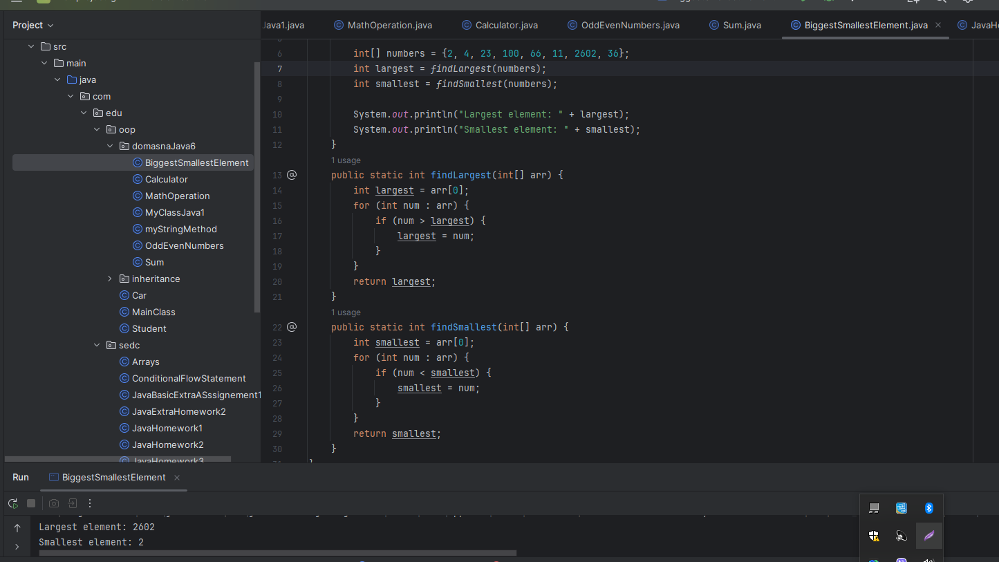 Project
src
main
java
com
edu
oop
domasnaJava6
BiggestSmallestElement
Calculator
MathOperation
MyClassJava1
myStringMethod
OddEvenNumbers
Sum
inheritance
Car
MainClass
Student
sedc
Arrays
ConditionalFlowStatement
JavaBasicExtraASssignement1
JavaExtraHomework2
JavaHomework1
JavaHomework2
JavaHomework3
Java1.java MathOperation.java Calculator.java OddEvenNumbers.java Sum.java BiggestSmallestElement.java JavaHo
6 int[] numbers = {2, 4, 23, 100, 66, 11, 2602, 36};
7 int largest = findLargest(numbers);
8 int smallest = findSmallest(numbers);
9
10 System.out.println("Largest element: " + largest);
11 System.out.println("Smallest element: " + smallest);
12 }
1 usage
13 @ public static int findLargest(int[] arr) {
14 int largest = arr[0];
15 for (int num : arr) {
16 if (num > largest) {
17 largest = num;
18 }
19 }
20 return largest;
21 }
1 usage
22 @ public static int findSmallest(int[] arr) {
23 int smallest = arr[0];
24 for (int num : arr) {
25 if (num < smallest) {
26 smallest = num;
27 }
28 }
29 return smallest;
30 }
Run BiggestSmallestElement
Largest element: 2602
Smallest element: 2